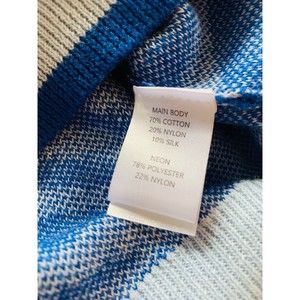 MAIN BODY
70% COTTON
20% NYLON
10% SILK
NEON
78% POLYESTER
22% NYLON